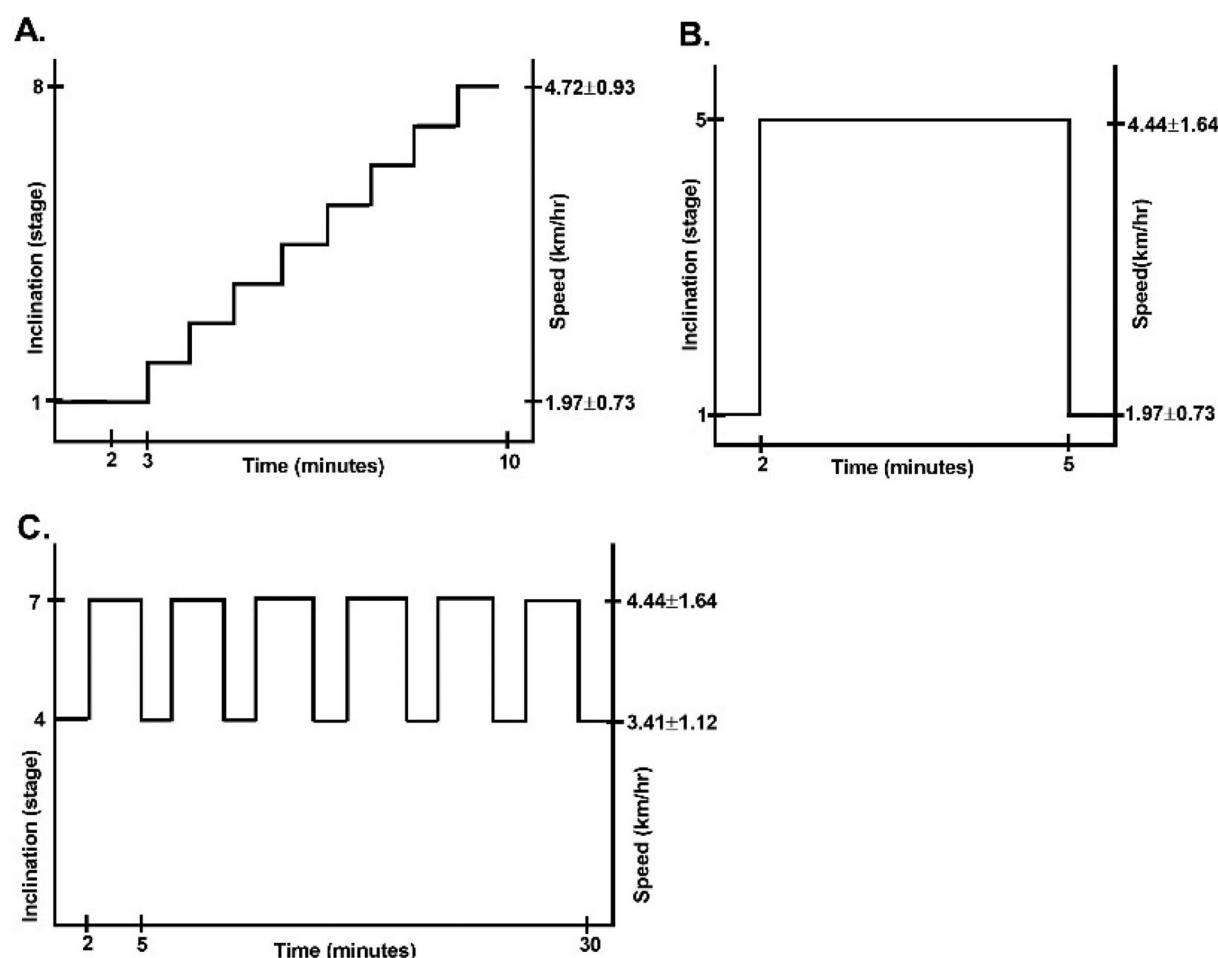 A.
8
4.72±0.93
Inclination (stage)
Speed (km/hr)
1
1.97±0.73
2
3
Time (minutes)
10
B.
5
4.44±1.64
Inclination (stage)
Speed(km/hr)
1
1.97±0.73
2
Time (minutes)
5
C.
7
4.44±1.64
4
3.41±1.12
Inclination (stage)
Speed (km/hr)
2
5
Time (minutes)
30